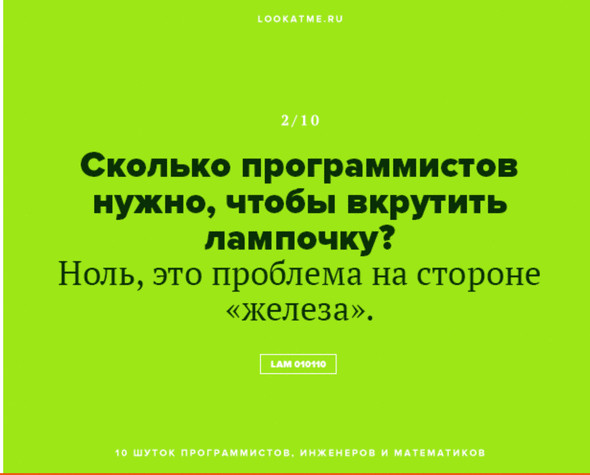 LOOKATME.RU
2/10
Сколько программистов
нужно, чтобы вкрутить
лампочку?
Ноль, это проблема на стороне
«железа».
LAM 010110
10 ШУТОК ПРОГРАММИСТОВ, ИНЖЕНЕРОВ И МАТЕМАТИКОВ